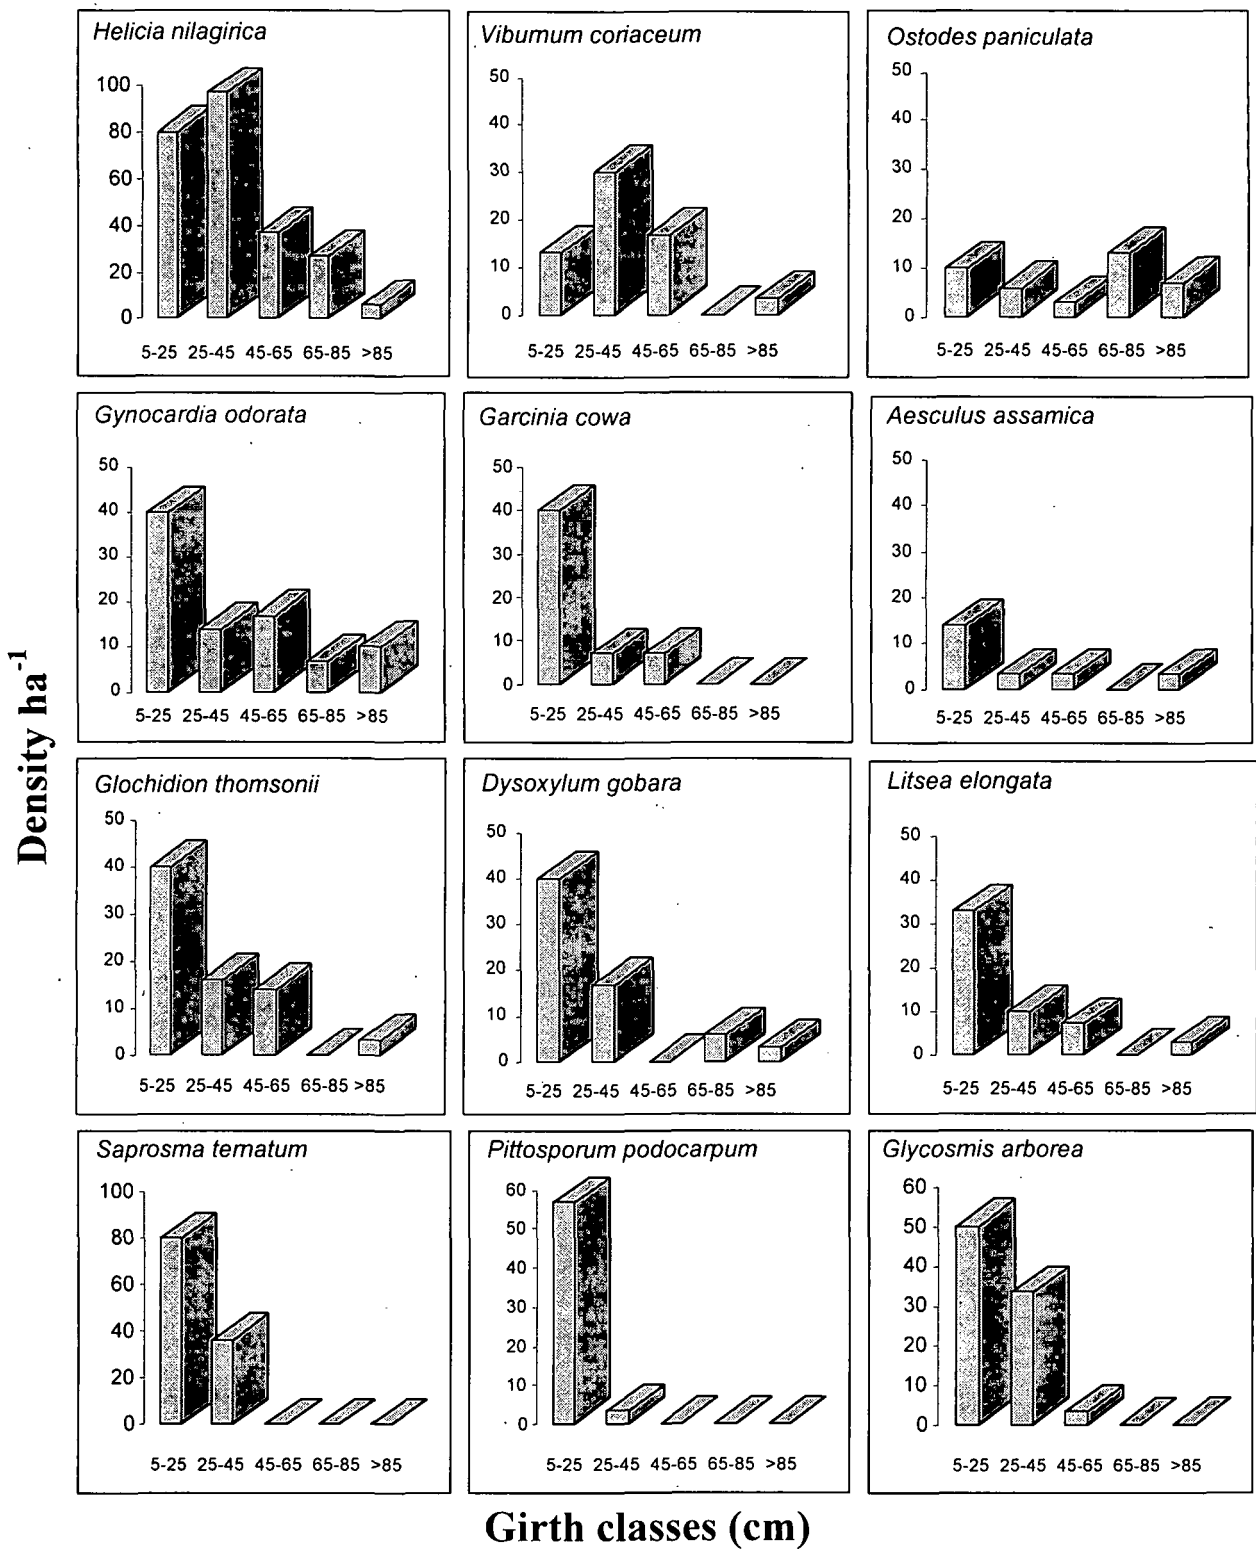 Density ha⁻¹
Helicia nilagirica
100
80
60
40
20
0
5-25 25-45 45-65 65-85 >85
Viburnum coriaceum
50
40
30
20
10
0
5-25 25-45 45-65 65-85 >85
Ostodes paniculata
50
40
30
20
10
0
5-25 25-45 45-65 65-85 >85
Gynocardia odorata
50
40
30
20
10
0
5-25 25-45 45-65 65-85 >85
Garcinia cowa
50
40
30
20
10
0
5-25 25-45 45-65 65-85 >85
Aesculus assamica
50
40
30
20
10
0
5-25 25-45 45-65 65-85 >85
Glochidion thomsonii
50
40
30
20
10
0
5-25 25-45 45-65 65-85 >85
Dysoxylum gobara
50
40
30
20
10
0
5-25 25-45 45-65 65-85 >85
Litsea elongata
50
40
30
20
10
0
5-25 25-45 45-65 65-85 >85
Saprosma ternatum
100
80
60
40
20
0
5-25 25-45 45-65 65-85 >85
Pittosporum podocarpum
60
50
40
30
20
10
0
5-25 25-45 45-65 65-85 >85
Glycosmis arborea
60
50
40
30
20
10
0
5-25 25-45 45-65 65-85 >85
Girth classes (cm)